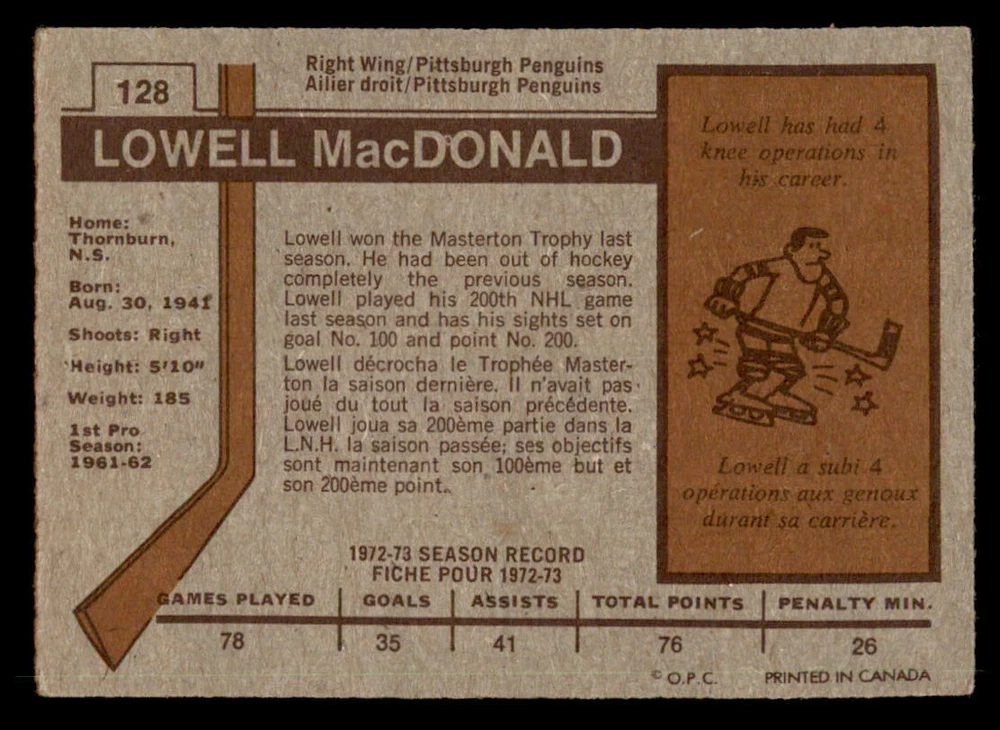 128
Right Wing/Pittsburgh Penguins
Ailier droit/Pittsburgh Penguins
LOWELL MacDONALD
Home:
Thornburn,
N.S.
Born:
Aug. 30, 1941
Shoots: Right
Height: 5'10"
Weight: 185
1st Pro
Season:
1961-62
Lowell won the Masterton Trophy last
season. He had been out of hockey
completely the previous season.
Lowell played his 200th NHL game
last season and has his sights set on
goal No. 100 and point No. 200.
Lowell décrocha le Trophée Master-
ton la saison dernière. Il n'avait pas
joué du tout la saison précédente.
Lowell joua sa 200ème partie dans la
L.N.H. la saison passée; ses objectifs
sont maintenant son 100ème but et
son 200ème point.
Lowell has had 4
knee operations in
his career.
Lowell a subi 4
opérations aux genoux
durant sa carrière.
1972-73 SEASON RECORD
FICHE POUR 1972-73
GAMES PLAYED GOALS ASSISTS TOTAL POINTS PENALTY MIN.
78 35 41 76 26
© O.P.C. PRINTED IN CANADA